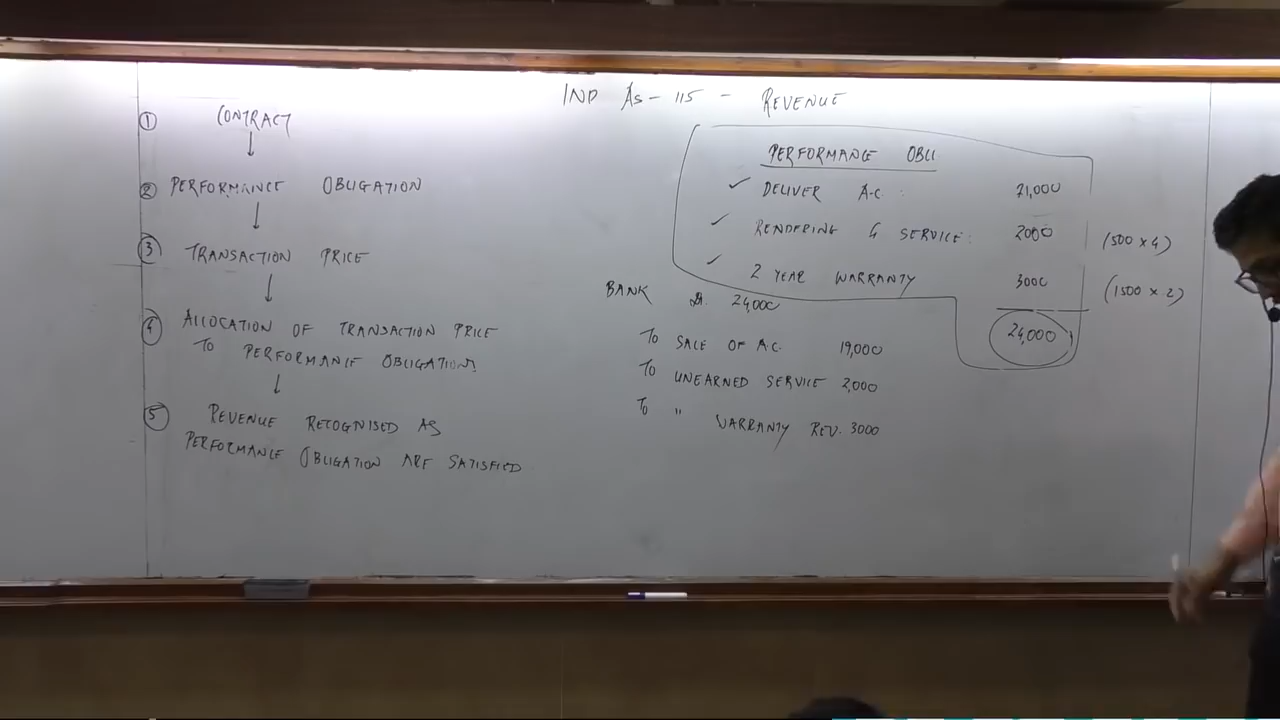 IND AS - 115 - REVENUE
① CONTRACT
② PERFORMANCE OBLIGATION
③ TRANSACTION PRICE
④ ALLOCATION OF TRANSACTION PRICE
TO PERFORMANCE OBLIGATIONS
⑤ REVENUE RECOGNISED AS
PERFORMANCE OBLIGATION ARE SATISFIED
PERFORMANCE OBLI
✓ DELIVER A.C. : 21,000
✓ RENDERING 4 SERVICE : 2000 (500 x 4)
✓ 2 YEAR WARRANTY 3000 (1500 x 2)
24,000
BANK Dr. 24,000
To SALE OF A.C. 19,000
To UNEARNED SERVICE 2,000
To " WARRANTY REV. 3000